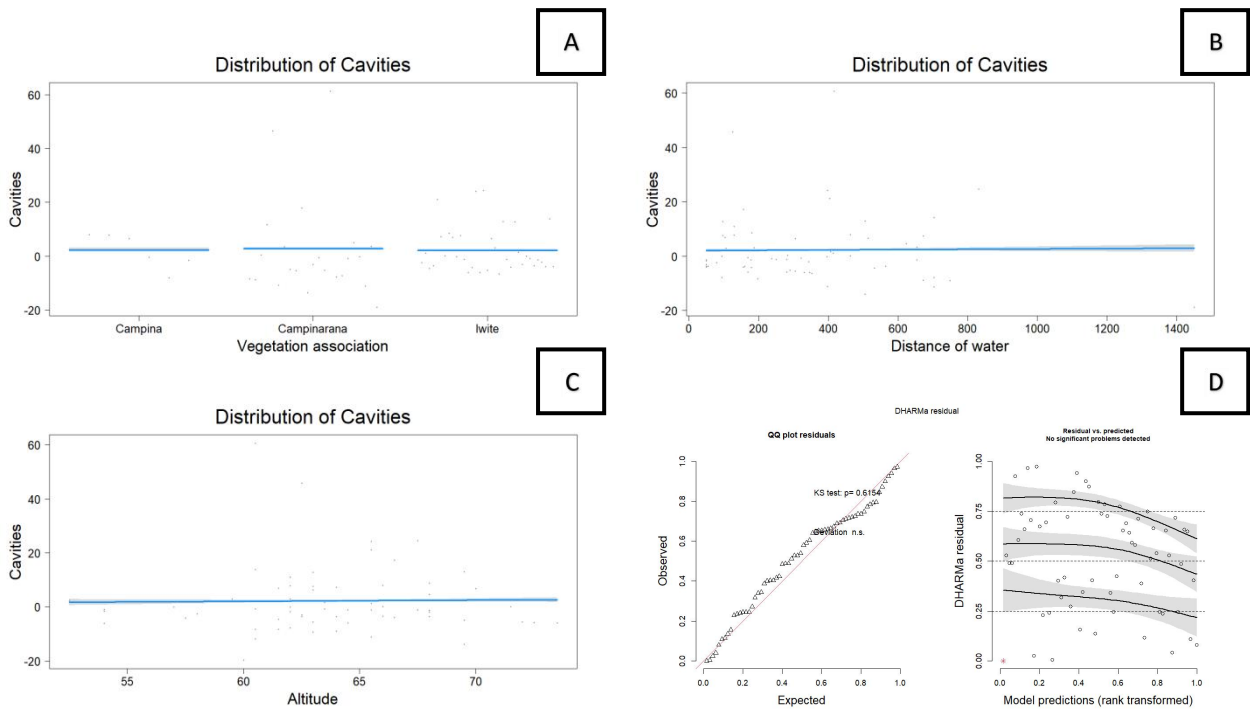 A
Distribution of Cavities
60
40
20
0
-20
Cavities
Campina
Campinarana
Iwite
Vegetation association
B
Distribution of Cavities
60
40
20
0
-20
Cavities
0
200
400
600
800
1000
1200
1400
Distance of water
C
Distribution of Cavities
60
40
20
0
-20
Cavities
55
60
65
70
Altitude
D
DHARMa residual
QQ plot residuals
KS test: p= 0.6154
Deviation n.s.
1.0
0.8
0.6
0.4
0.2
0.0
Observed
0.0
0.2
0.4
0.6
0.8
1.0
Expected
Residual vs. predicted
No significant problems detected
1.00
0.75
0.50
0.25
0.00
DHARMa residual
0.0
0.2
0.4
0.6
0.8
1.0
Model predictions (rank transformed)